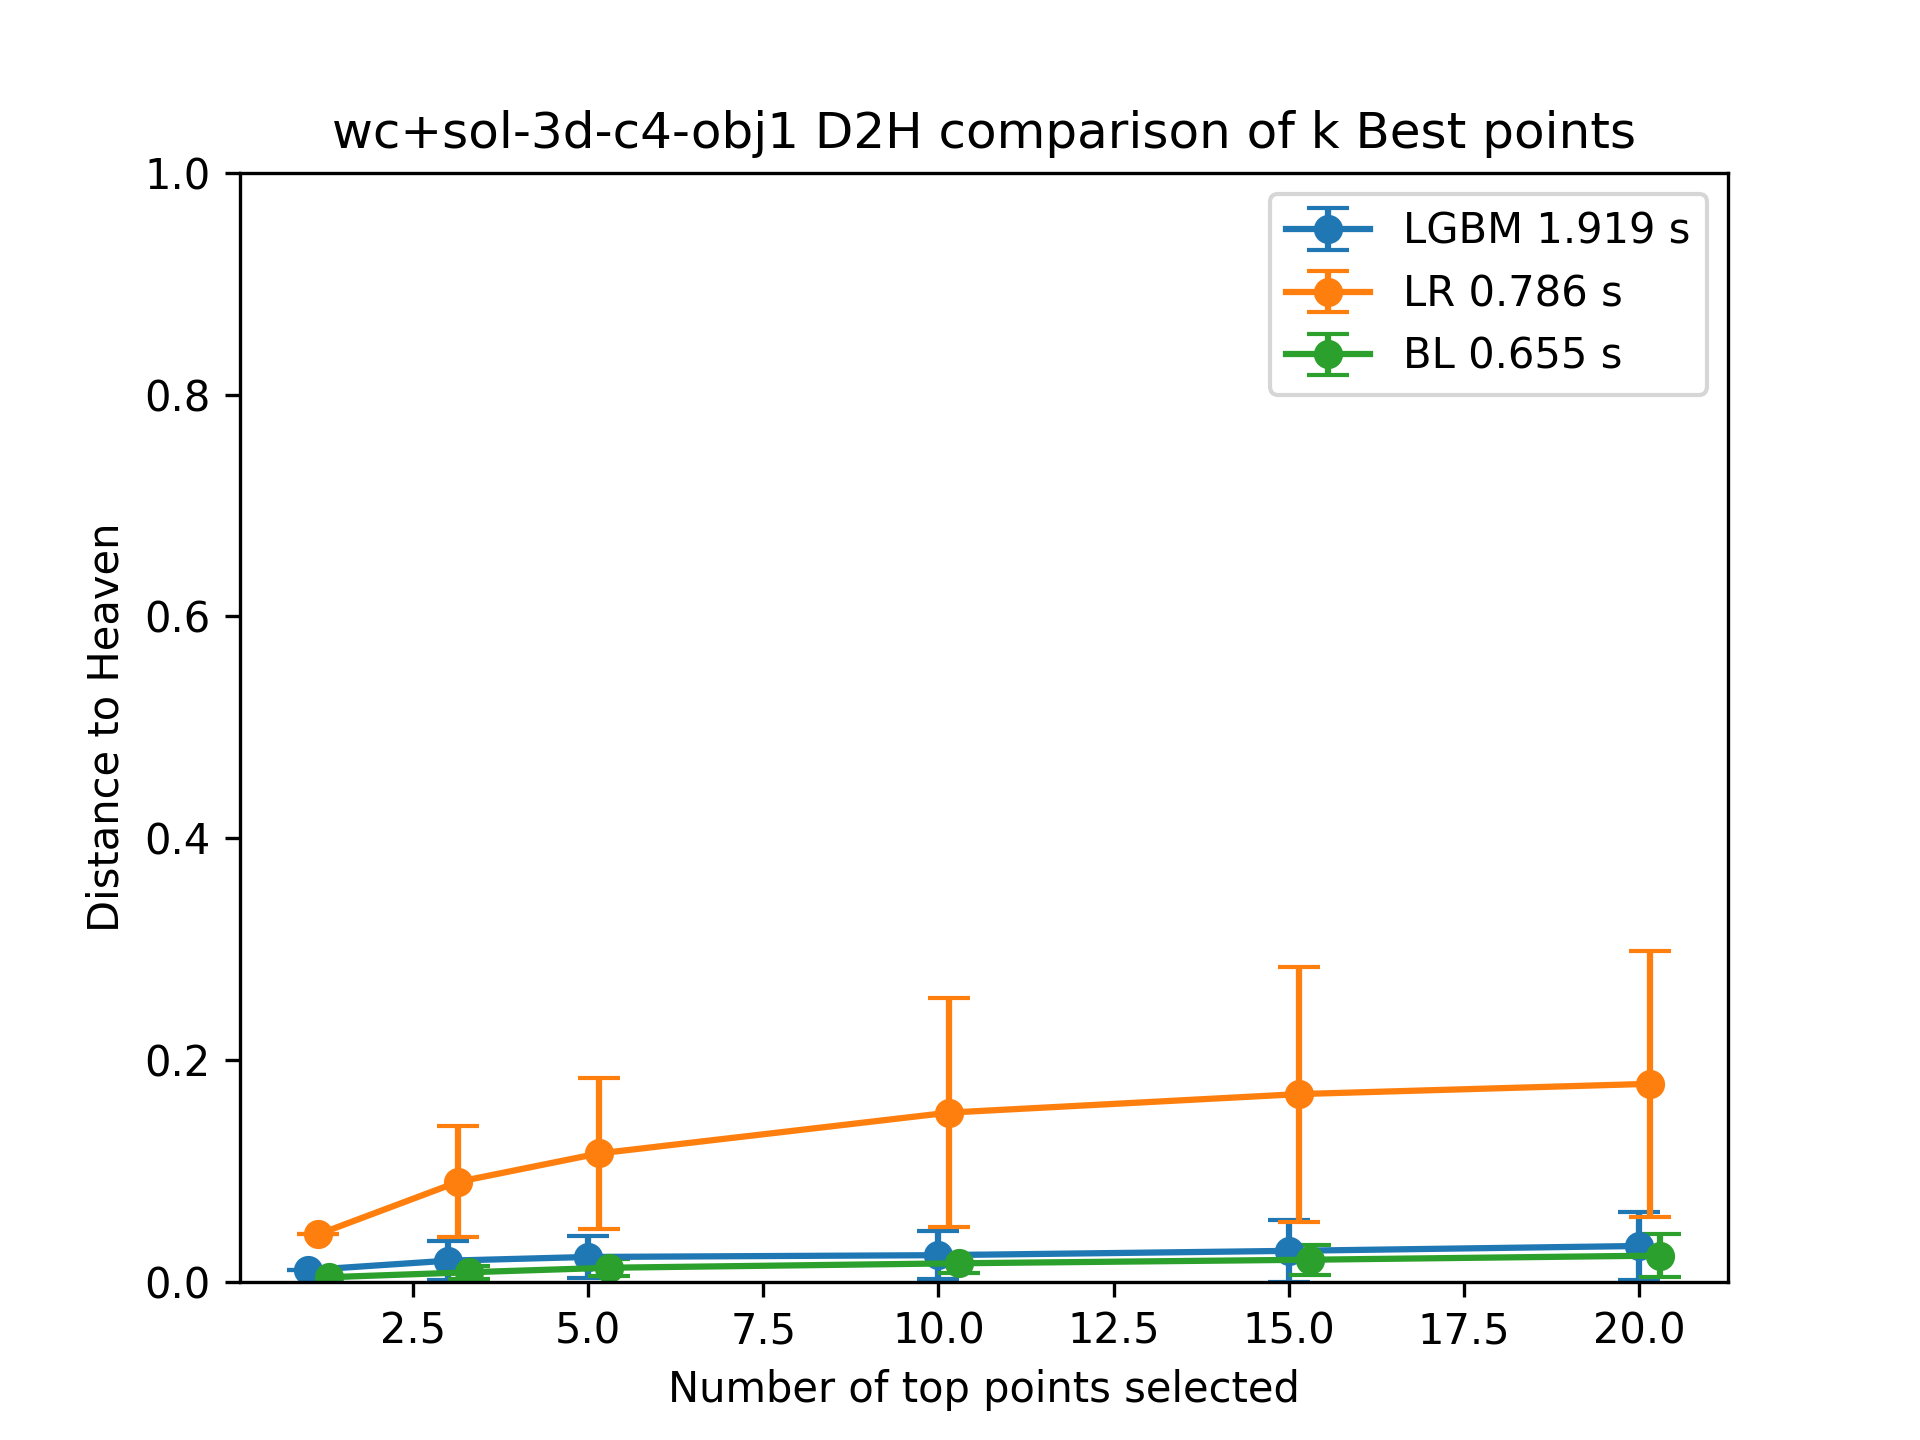 wc+sol-3d-c4-obj1 D2H comparison of k Best points
1.0
0.8
0.6
0.4
0.2
0.0
Distance to Heaven
LGBM 1.919 s
LR 0.786 s
BL 0.655 s
2.5 5.0 7.5 10.0 12.5 15.0 17.5 20.0
Number of top points selected